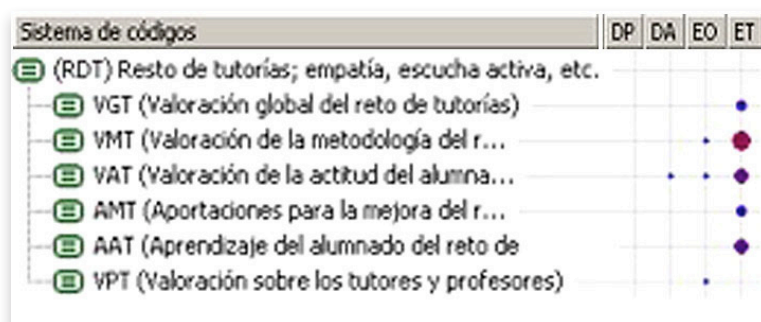 Sistema de códigos DP DA EO ET
(RDT) Resto de tutorías; empatía, escucha activa, etc.
VGT (Valoración global del reto de tutorías)
VMT (Valoración de la metodología del r...
VAT (Valoración de la actitud del alumna...
AMT (Aportaciones para la mejora del r...
AAT (Aprendizaje del alumnado del reto de
VPT (Valoración sobre los tutores y profesores)